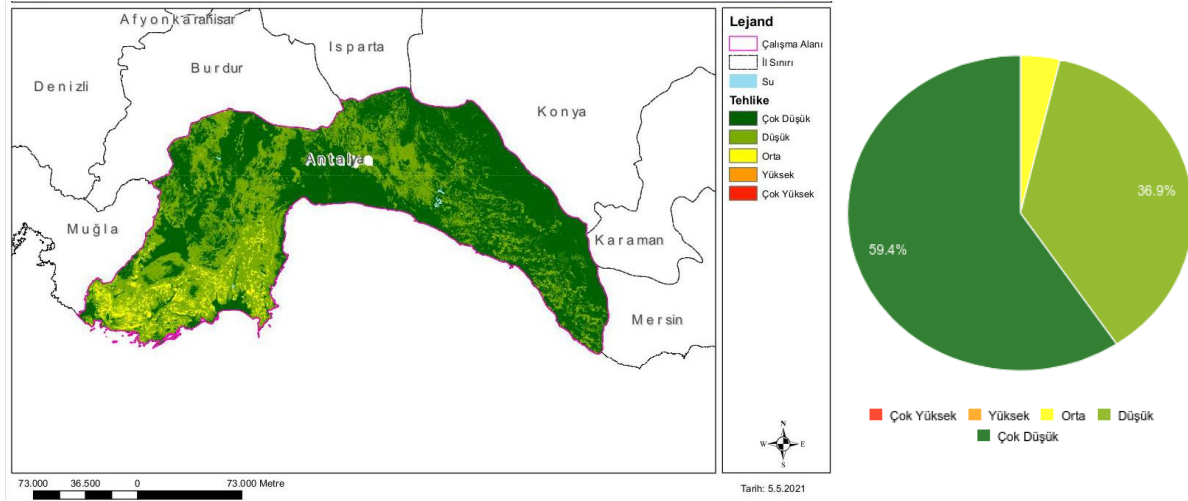 Afyonkarahisar
Isparta
Denizli
Burdur
Konya
Antalya
Muğla
Karaman
Mersin
73.000 36.500 0 73.000 Metre
Lejand
Çalışma Alanı
İl Sınırı
Su
Tehlike
Çok Düşük
Düşük
Orta
Yüksek
Çok Yüksek
N
W E
S
Tarih: 5.5.2021
36.9%
59.4%
Çok Yüksek Yüksek Orta Düşük
Çok Düşük